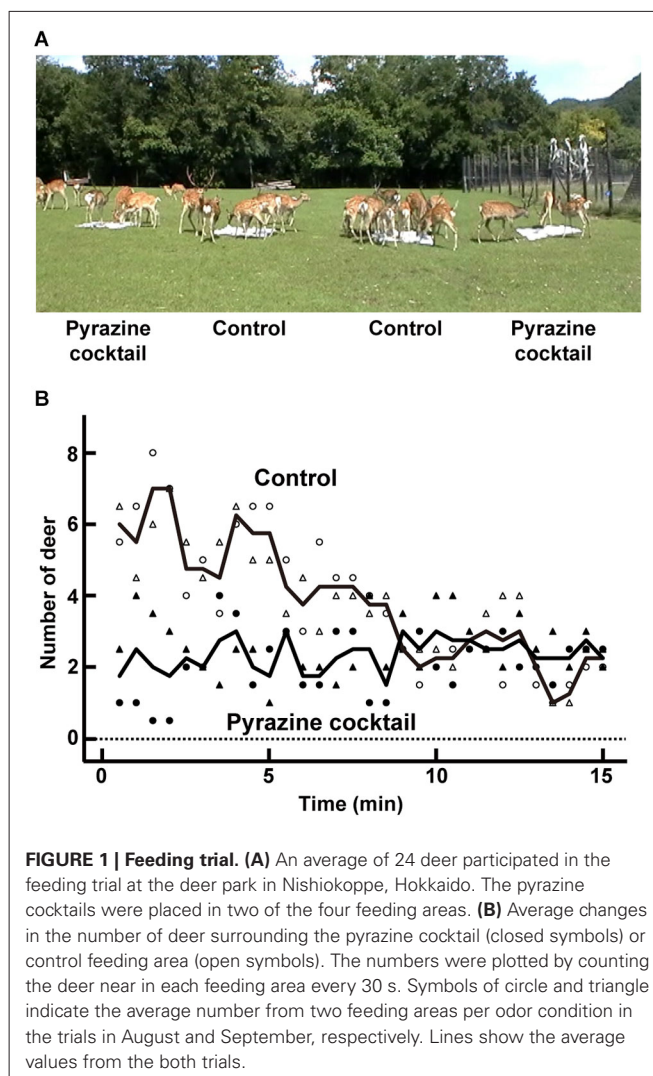 A
Pyrazine
cocktail
Control
Control
Pyrazine
cocktail
B
8
6
4
2
0
Number of deer
Control
Pyrazine cocktail
0
5
10
15
Time (min)
FIGURE 1 | Feeding trial. (A) An average of 24 deer participated in the
feeding trial at the deer park in Nishiokoppe, Hokkaido. The pyrazine
cocktails were placed in two of the four feeding areas. (B) Average changes
in the number of deer surrounding the pyrazine cocktail (closed symbols) or
control feeding area (open symbols). The numbers were plotted by counting
the deer near in each feeding area every 30 s. Symbols of circle and triangle
indicate the average number from two feeding areas per odor condition in
the trials in August and September, respectively. Lines show the average
values from the both trials.